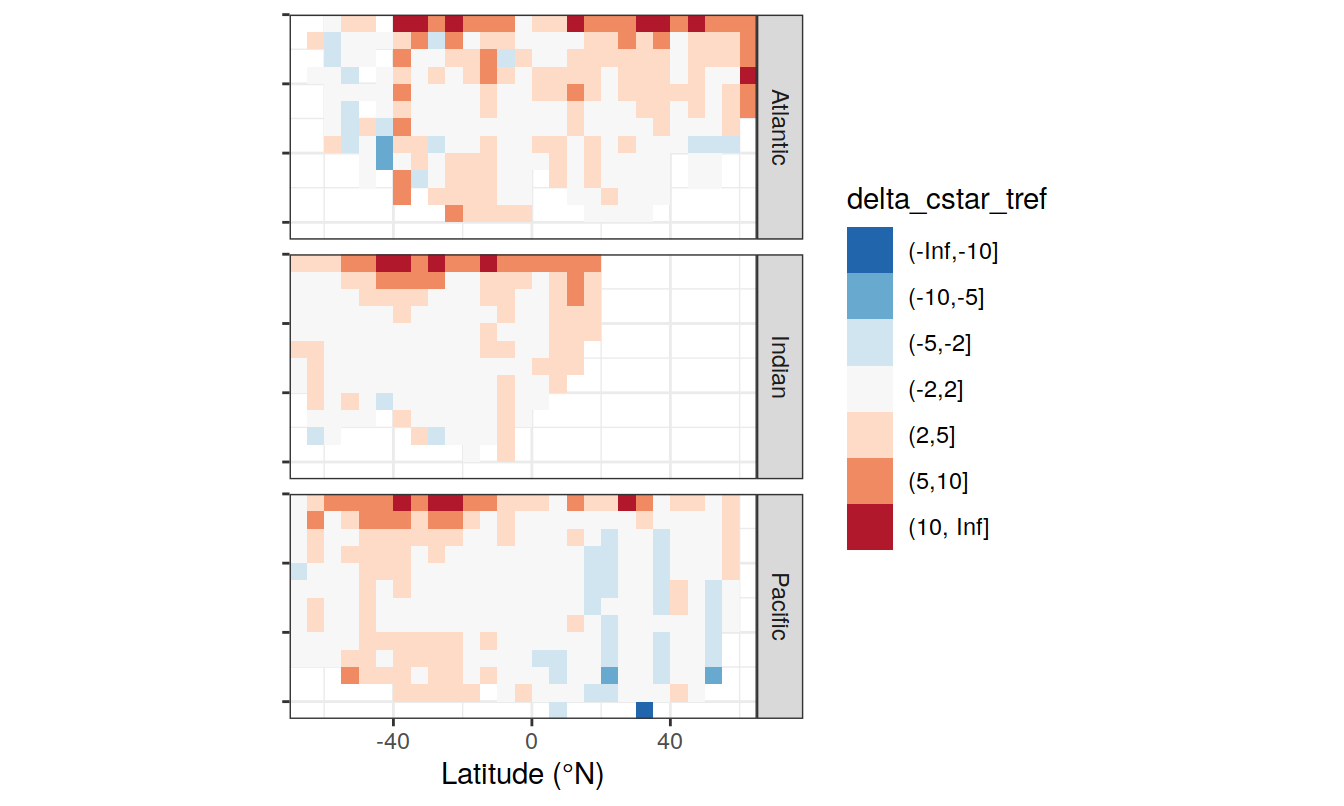 Atlantic
Indian
Pacific
-40 0 40
Latitude (°N)
delta_cstar_tref
(-Inf,-10]
(-10,-5]
(-5,-2]
(-2,2]
(2,5]
(5,10]
(10, Inf]